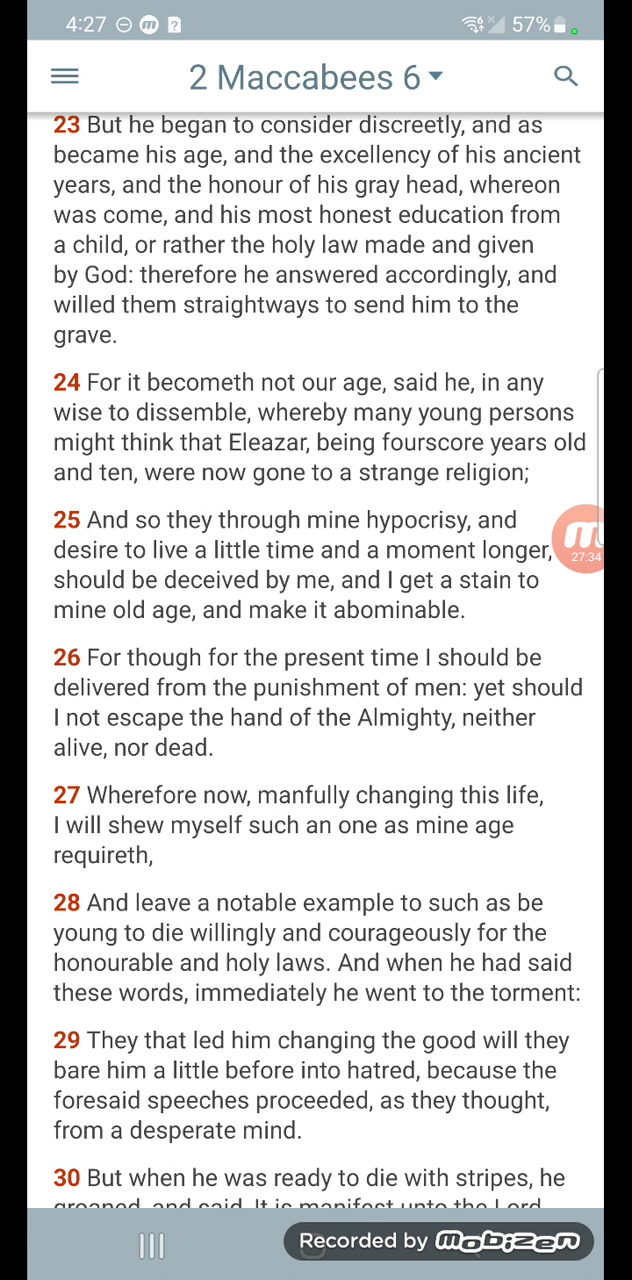 4:27 m ? 6 57%
2 Maccabees 6
23 But he began to consider discreetly, and as
became his age, and the excellency of his ancient
years, and the honour of his gray head, whereon
was come, and his most honest education from
a child, or rather the holy law made and given
by God: therefore he answered accordingly, and
willed them straightways to send him to the
grave.
24 For it becometh not our age, said he, in any
wise to dissemble, whereby many young persons
might think that Eleazar, being fourscore years old
and ten, were now gone to a strange religion;
25 And so they through mine hypocrisy, and
desire to live a little time and a moment longer,
should be deceived by me, and I get a stain to
mine old age, and make it abominable.
m
27:34
26 For though for the present time I should be
delivered from the punishment of men: yet should
I not escape the hand of the Almighty, neither
alive, nor dead.
27 Wherefore now, manfully changing this life,
I will shew myself such an one as mine age
requireth,
28 And leave a notable example to such as be
young to die willingly and courageously for the
honourable and holy laws. And when he had said
these words, immediately he went to the torment:
29 They that led him changing the good will they
bare him a little before into hatred, because the
foresaid speeches proceeded, as they thought,
from a desperate mind.
30 But when he was ready to die with stripes, he
groaned, and said, It is manifest unto the Lord
Recorded by mobizen